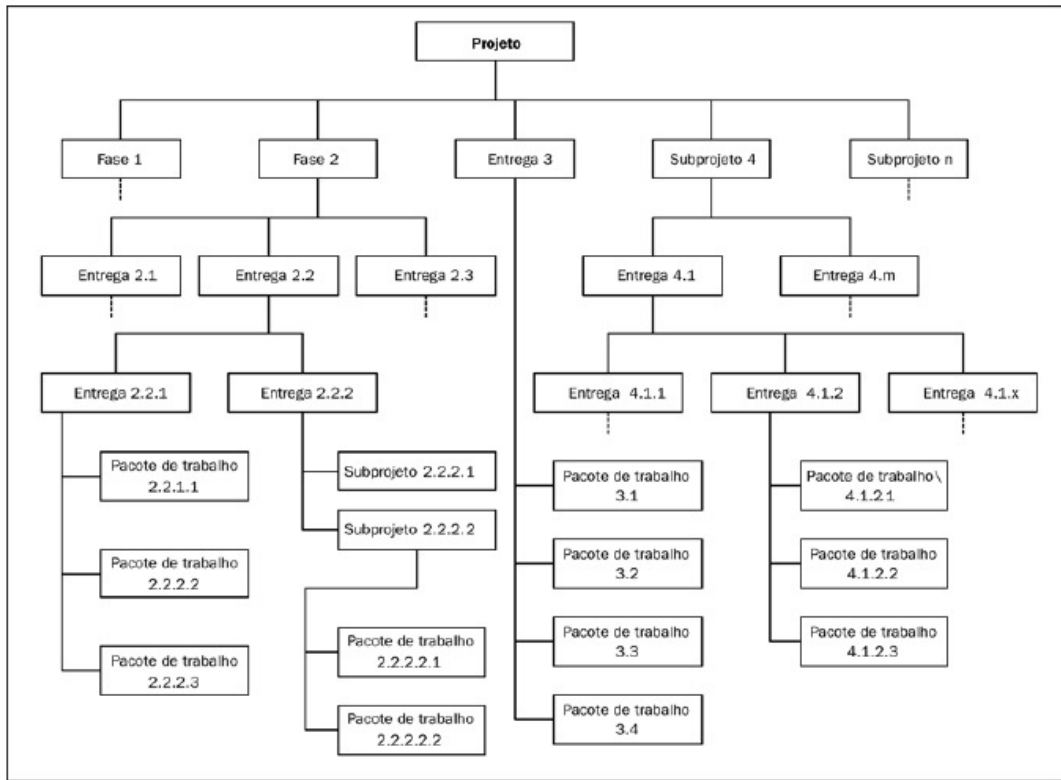 Projeto
Fase 1
Fase 2
Entrega 3
Subprojeto 4
Subprojeto n
Entrega 2.1
Entrega 2.2
Entrega 2.3
Entrega 4.1
Entrega 4.m
Entrega 2.2.1
Entrega 2.2.2
Entrega 4.1.1
Entrega 4.1.2
Entrega 4.1.x
Pacote de trabalho
2.2.1.1
Subprojeto 2.2.2.1
Pacote de trabalho
3.1
Pacote de trabalho\
4.1.2.1
Subprojeto 2.2.2.2
Pacote de trabalho
2.2.2.2
Pacote de trabalho
3.2
Pacote de trabalho
4.1.2.2
Pacote de trabalho
2.2.2.3
Pacote de trabalho
2.2.2.2.1
Pacote de trabalho
3.3
Pacote de trabalho
4.1.2.3
Pacote de trabalho
2.2.2.2.2
Pacote de trabalho
3.4